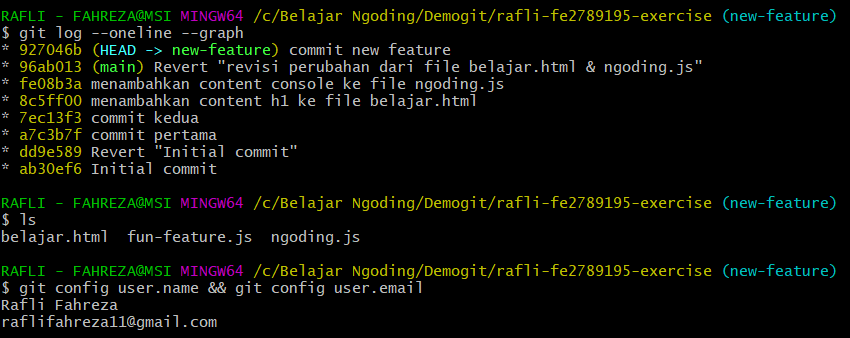 RAFLI - FAHREZA@MSI MINGW64 /c/Belajar Ngoding/Demogit/rafli-fe2789195-exercise (new-feature)
$ git log --oneline --graph
* 927046b (HEAD -> new-feature) commit new feature
* 96ab013 (main) Revert "revisi perubahan dari file belajar.html & ngoding.js"
* fe08b3a menambahkan content console ke file ngoding.js
* 8c5ff00 menambahkan content h1 ke file belajar.html
* 7ec13f3 commit kedua
* a7c3b7f commit pertama
* dd9e589 Revert "Initial commit"
* ab30ef6 Initial commit
RAFLI - FAHREZA@MSI MINGW64 /c/Belajar Ngoding/Demogit/rafli-fe2789195-exercise (new-feature)
$ ls
belajar.html  fun-feature.js  ngoding.js
RAFLI - FAHREZA@MSI MINGW64 /c/Belajar Ngoding/Demogit/rafli-fe2789195-exercise (new-feature)
$ git config user.name && git config user.email
Rafli Fahreza
raflifahreza11@gmail.com